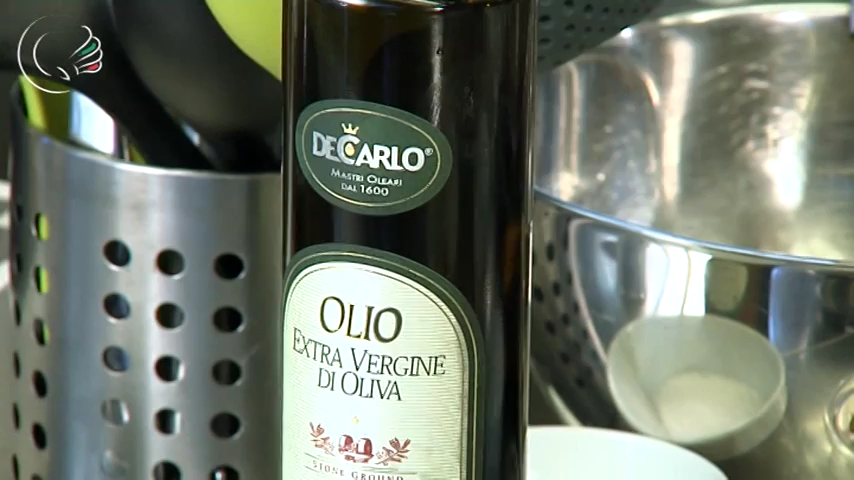 DECARLO®
MASTRI OLEARI
DAL 1600
OLIO
EXTRA VERGINE
DI OLIVA
STONE GROUND